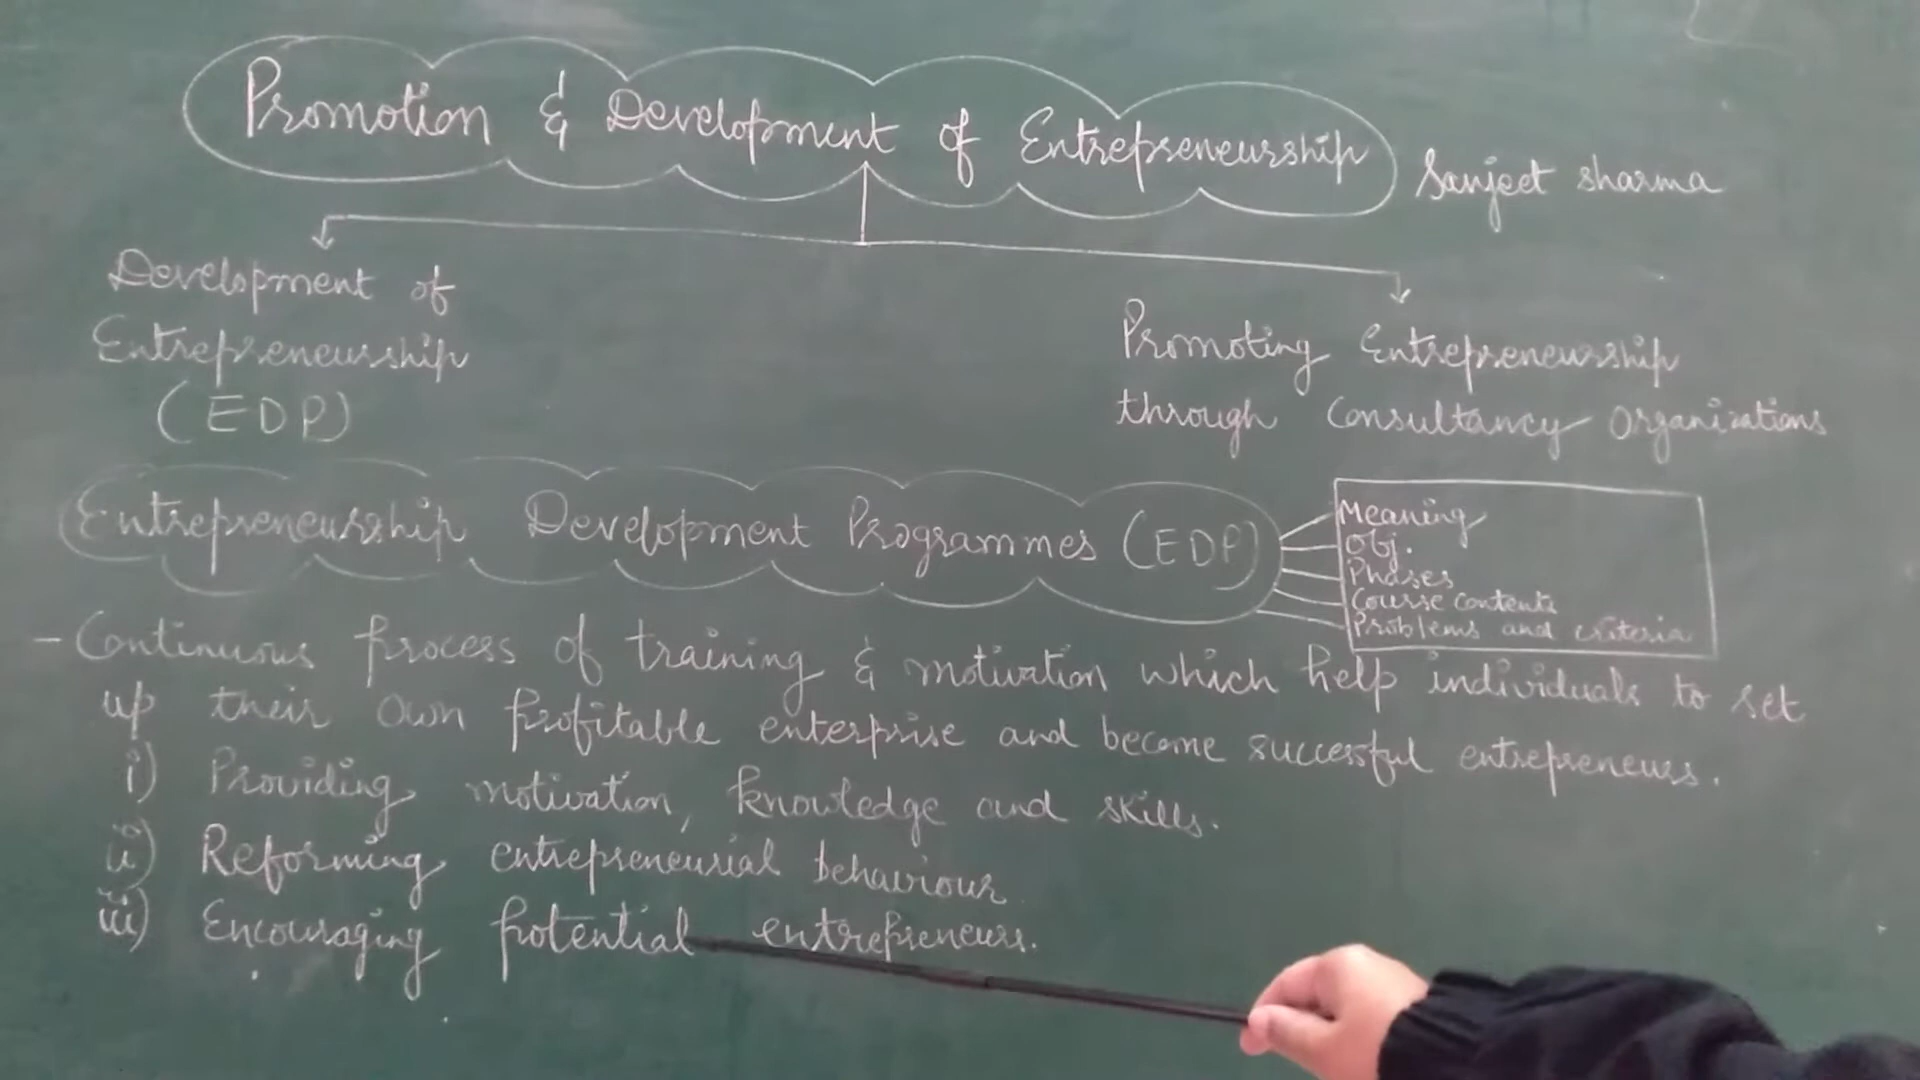 Promotion & Development of Entrepreneurship
Sanjeet sharma
Development of
Entrepreneurship
(EDP)
Promoting Entrepreneurship
through Consultancy Organizations
Entrepreneurship Development Programmes (EDP)
Meaning
Obj.
Phases
Course contents
Problems and criteria
- Continuous process of training & motivation which help individuals to set
up their own profitable enterprise and become successful entrepreneurs.
i) Providing motivation, knowledge and skills.
ii) Reforming entrepreneurial behaviour
iii) Encouraging potential entrepreneurs.